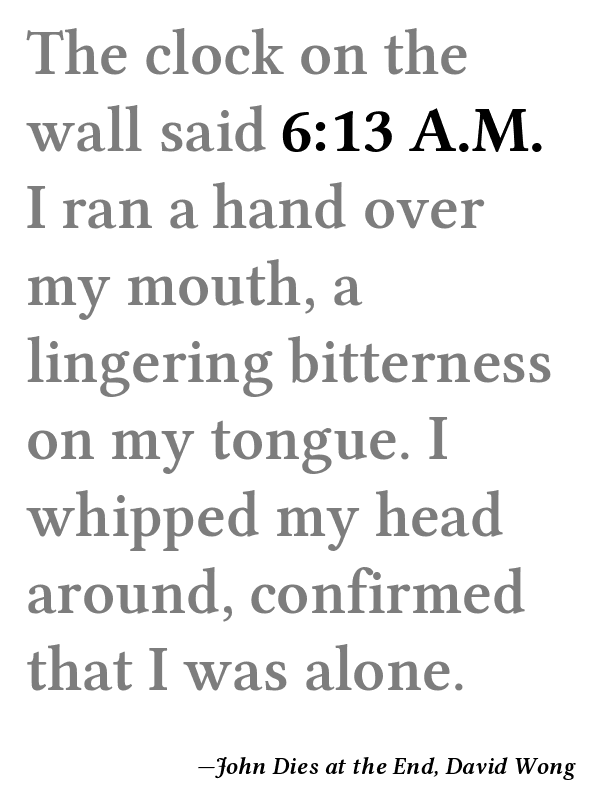 The clock on the
wall said 6:13 A.M.
I ran a hand over
my mouth, a
lingering bitterness
on my tongue. I
whipped my head
around, confirmed
that I was alone.
—John Dies at the End, David Wong